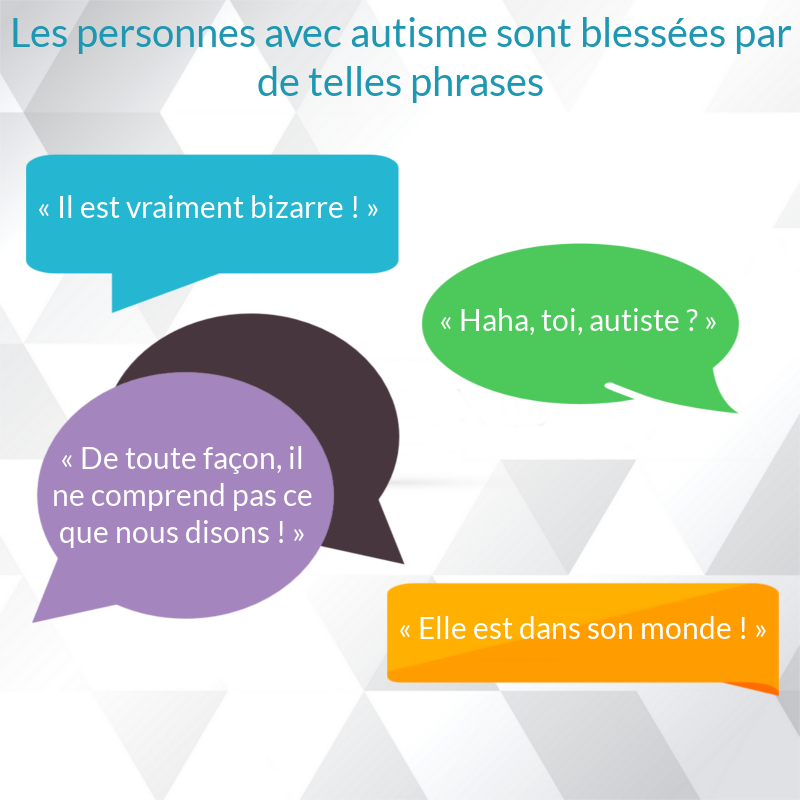 Les personnes avec autisme sont blessées par
de telles phrases
« Il est vraiment bizarre ! »
« Haha, toi, autiste ? »
« De toute façon, il
ne comprend pas ce
que nous disons ! »
« Elle est dans son monde ! »